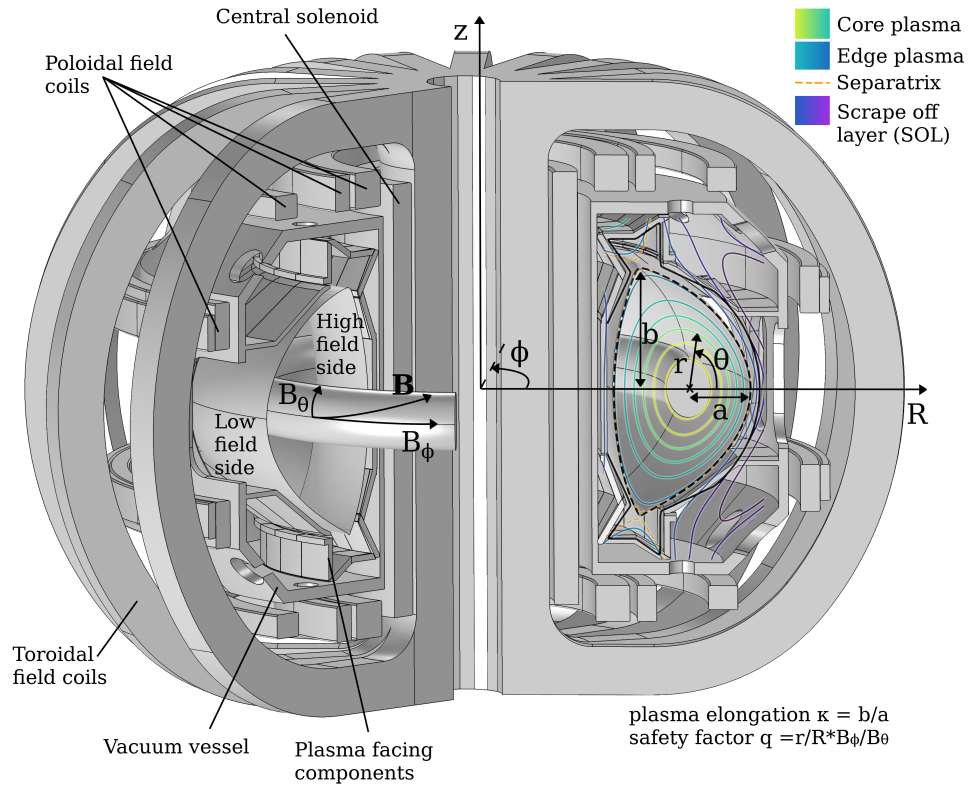 Central solenoid
z
Core plasma
Edge plasma
Separatrix
Scrape off
layer (SOL)
Poloidal field
coils
High
field
side
b
r
θ
ϕ
a
R
B
Bθ
Bϕ
Low
field
side
Toroidal
field coils
Vacuum vessel
Plasma facing
components
plasma elongation κ = b/a
safety factor q =r/R*Bϕ/Bθ